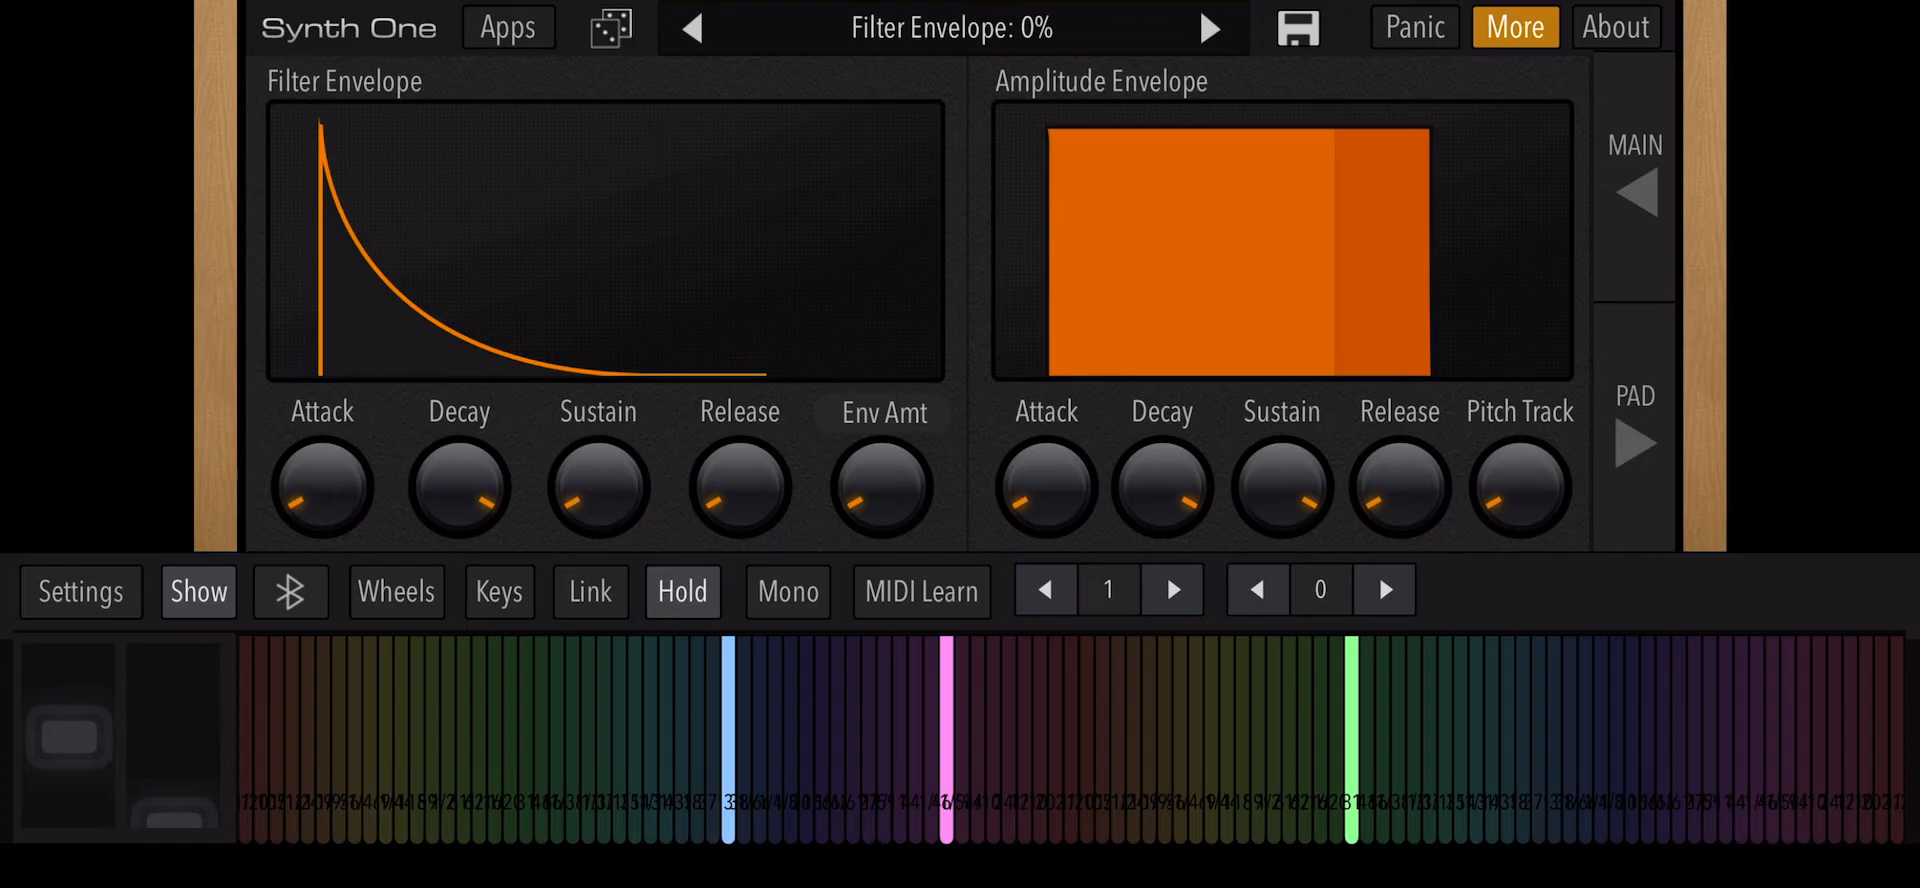 Synth One Apps Filter Envelope: 0% Panic More About
Filter Envelope
Amplitude Envelope
MAIN
PAD
Attack Decay Sustain Release Env Amt
Attack Decay Sustain Release Pitch Track
Settings Show Wheels Keys Link Hold Mono MIDI Learn 1 0